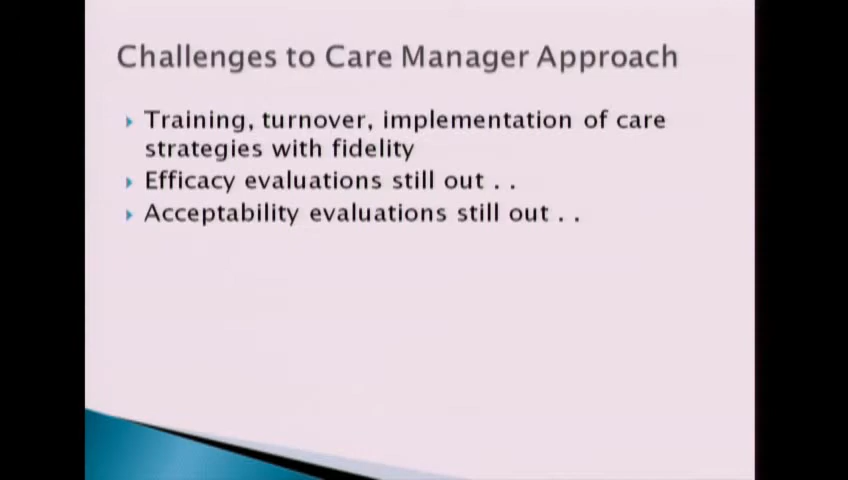 Challenges to Care Manager Approach
Training, turnover, implementation of care
strategies with fidelity
Efficacy evaluations still out . .
Acceptability evaluations still out . .